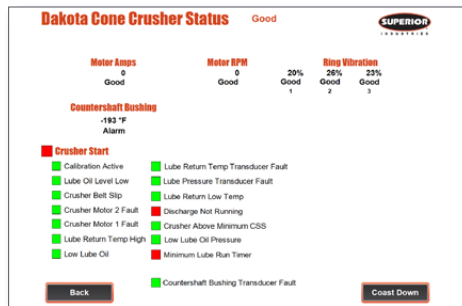 Dakota Cone Crusher Status Good
SUPERIOR
INDUSTRIES
Motor Amps Motor RPM Ring Vibration
0 0 20% 26% 23%
Good Good Good Good Good
1 2 3
Countershaft Bushing
-193 °F
Alarm
Crusher Start
Calibration Active Lube Return Temp Transducer Fault
Lube Oil Level Low Lube Pressure Transducer Fault
Crusher Belt Slip Lube Return Low Temp
Crusher Motor 2 Fault Discharge Not Running
Crusher Motor 1 Fault Crusher Above Minimum CSS
Lube Return Temp High Low Lube Oil Pressure
Low Lube Oil Minimum Lube Run Timer
Countershaft Bushing Transducer Fault
Back Coast Down